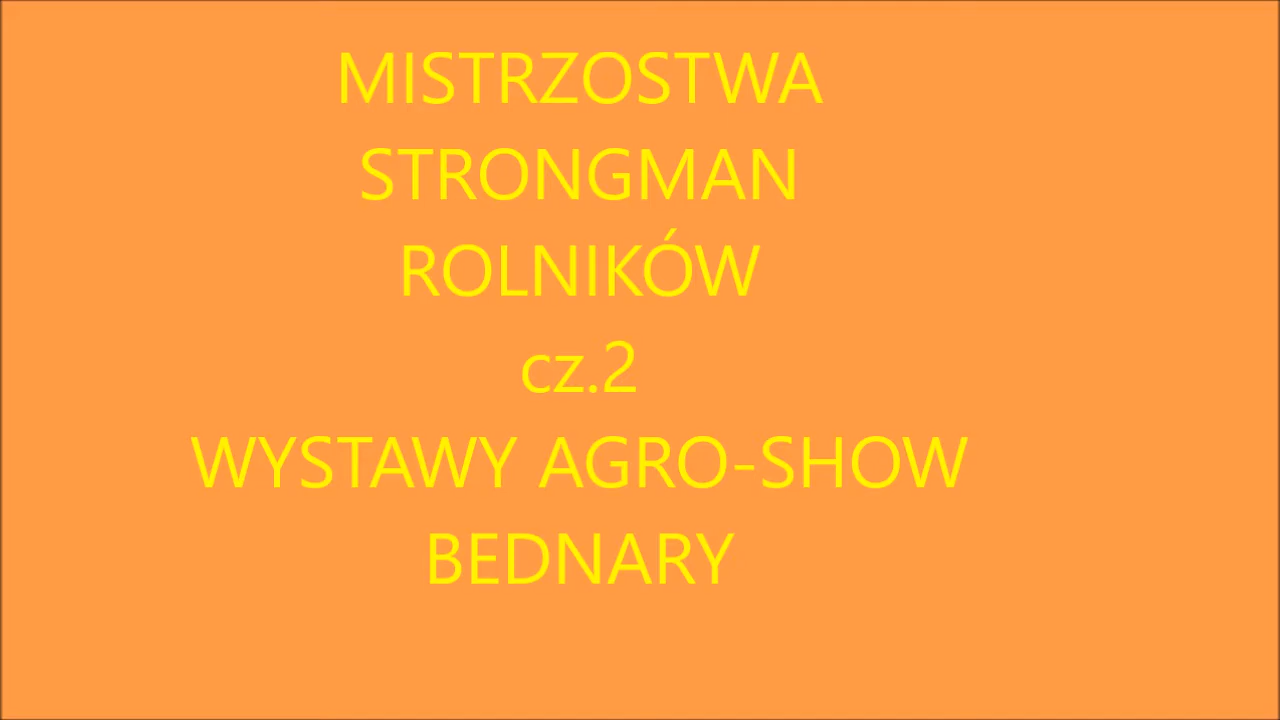 MISTRZOSTWA
STRONGMAN
ROLNIKÓW
cz.2
WYSTAWY AGRO-SHOW
BEDNARY